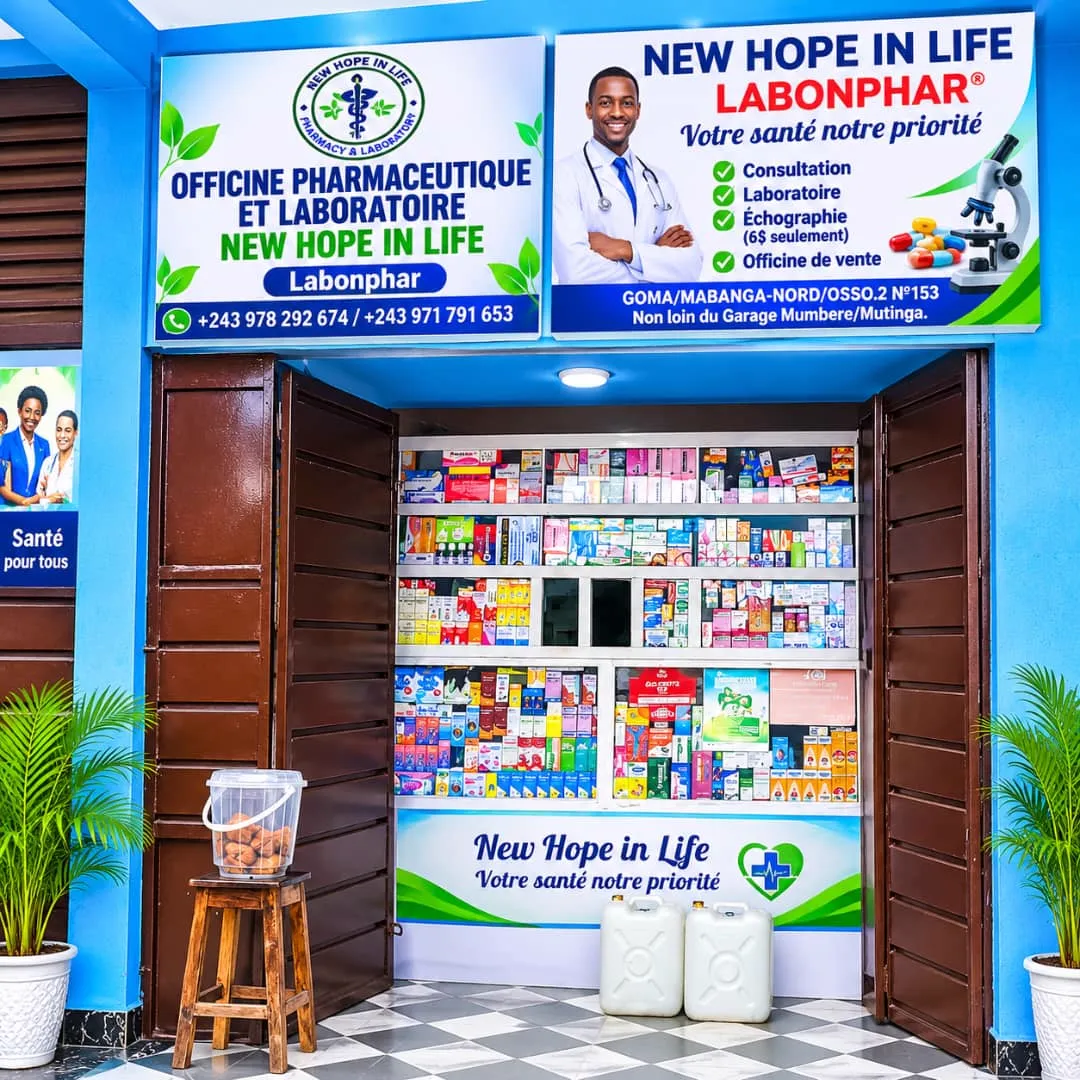 NEW HOPE IN LIFE
PHARMACY & LABORATORY
OFFICINE PHARMACEUTIQUE
ET LABORATOIRE
NEW HOPE IN LIFE
Labonphar
+243 978 292 674 / +243 971 791 653
NEW HOPE IN LIFE
LABONPHAR®
Votre santé notre priorité
Consultation
Laboratoire
Échographie
(6$ seulement)
Officine de vente
GOMA/MABANGA-NORD/OSSO.2 Nº153
Non loin du Garage Mumbere/Mutinga.
Santé
pour tous
New Hope in Life
Votre santé notre priorité